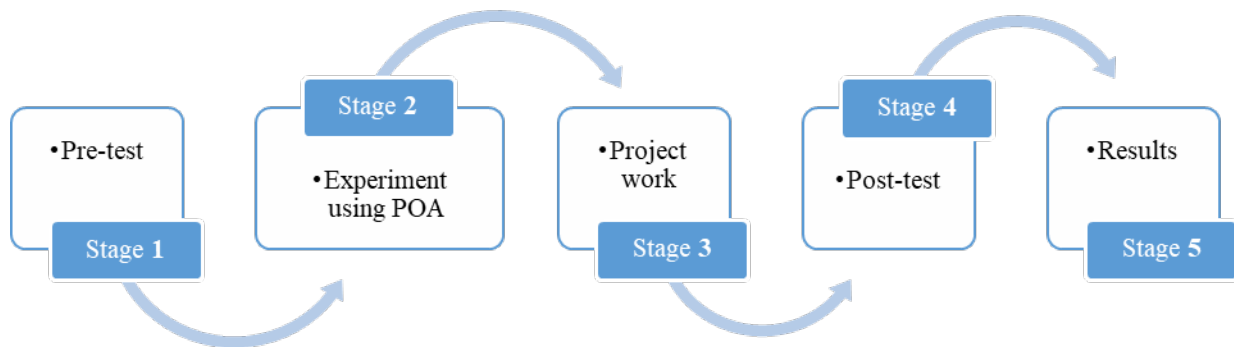 •Pre-test
Stage 1
Stage 2
•Experiment
using POA
•Project
work
Stage 3
Stage 4
•Post-test
•Results
Stage 5